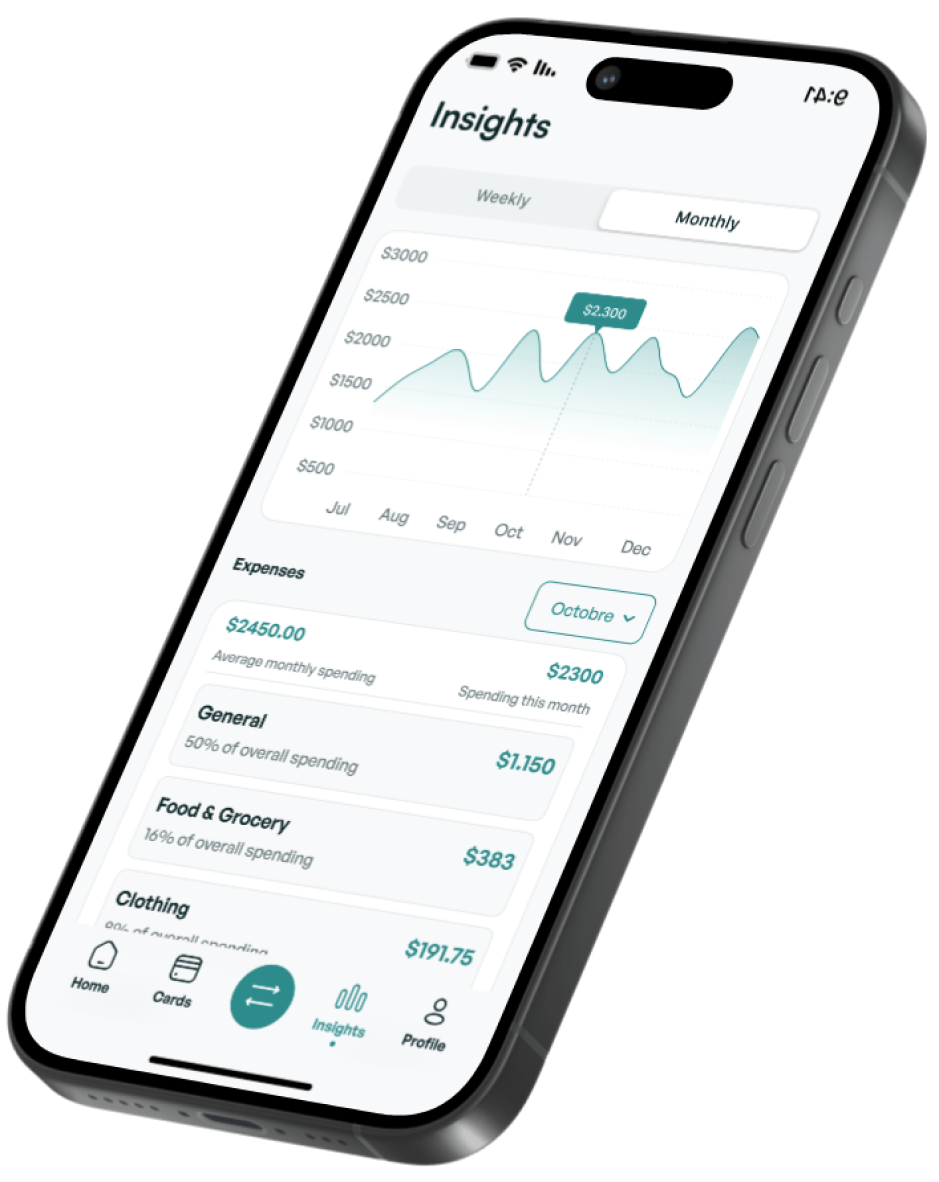 9:41
Insights
Weekly
Monthly
$3000
$2500
$2000
$1500
$1000
$500
$2.300
Jul
Aug
Sep
Oct
Nov
Dec
Expenses
Octobre
$2450.00
Average monthly spending
$2300
Spending this month
General
50% of overall spending
$1.150
Food & Grocery
16% of overall spending
$383
Clothing
8% of overall spending
$191.75
Home
Cards
Insights
Profile